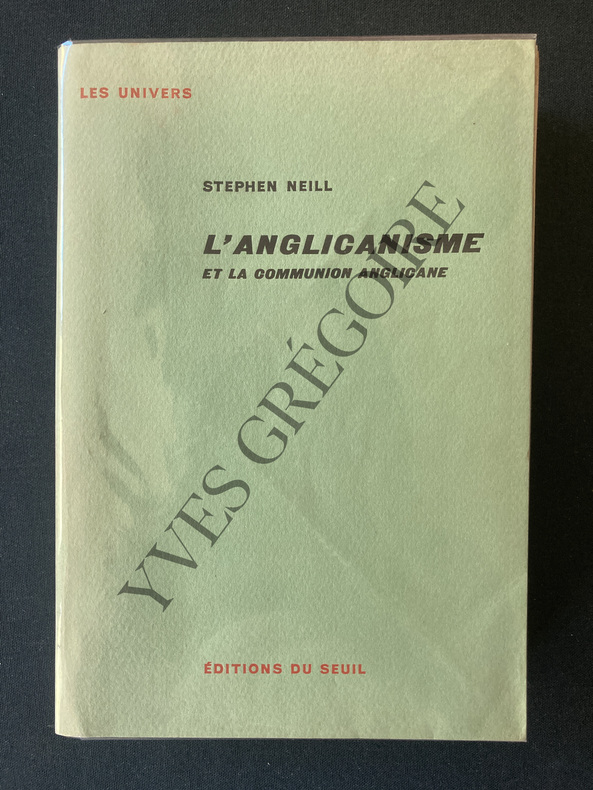 LES UNIVERS
STEPHEN NEILL
L'ANGLICANISME
ET LA COMMUNION ANGLICANE
YVES GRÉGOIRE
ÉDITIONS DU SEUIL